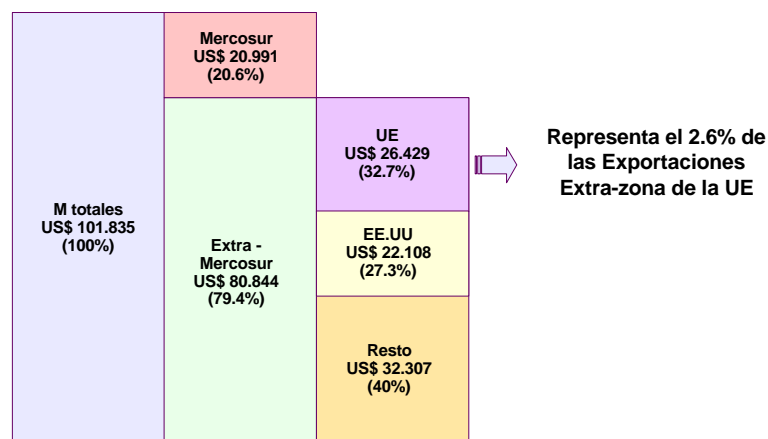 Mercosur
US$ 20.991
(20.6%)
UE
US$ 26.429
(32.7%)
Representa el 2.6% de
las Exportaciones
Extra-zona de la UE
M totales
US$ 101.835
(100%)
Extra -
Mercosur
US$ 80.844
(79.4%)
EE.UU
US$ 22.108
(27.3%)
Resto
US$ 32.307
(40%)